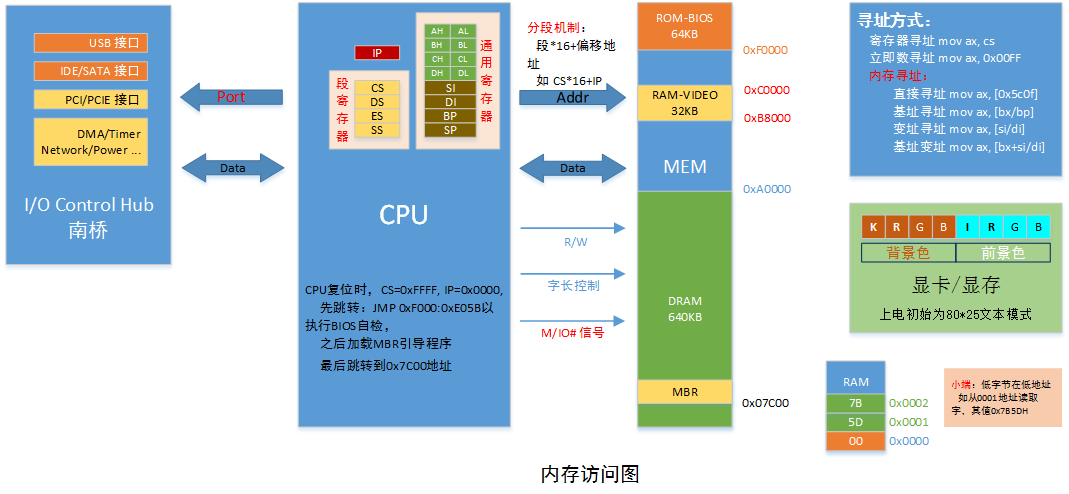 USB 接口
IDE/SATA 接口
PCI/PCIE 接口
DMA/Timer
Network/Power ...
I/O Control Hub
南桥
Port
Data
IP
段寄存器
CS
DS
ES
SS
AH AL
BH BL
CH CL
DH DL
SI
DI
BP
SP
通用寄存器
CPU
CPU复位时，CS=0xFFFF, IP=0x0000,
先跳转：JMP 0xF000:0xE05B以
执行BIOS自检，
之后加载MBR引导程序
最后跳转到0x7C00地址
分段机制：
段*16+偏移地
址
如 CS*16+IP
Addr
Data
R/W
字长控制
M/IO# 信号
ROM-BIOS
64KB
0xF0000
0xC0000
RAM-VIDEO
32KB
0xB8000
MEM
0xA0000
DRAM
640KB
MBR
0x07C00
寻址方式：
寄存器寻址 mov ax, cs
立即数寻址 mov ax, 0x00FF
内存寻址：
直接寻址 mov ax, [0x5c0f]
基址寻址 mov ax, [bx/bp]
变址寻址 mov ax, [si/di]
基址变址 mov ax, [bx+si/di]
K R G B I R G B
背景色 前景色
显卡/显存
上电初始为80*25文本模式
RAM
7B 0x0002
5D 0x0001
00 0x0000
小端：低字节在低地址
如从0001地址读取
字，其值0x7B5DH
内存访问图